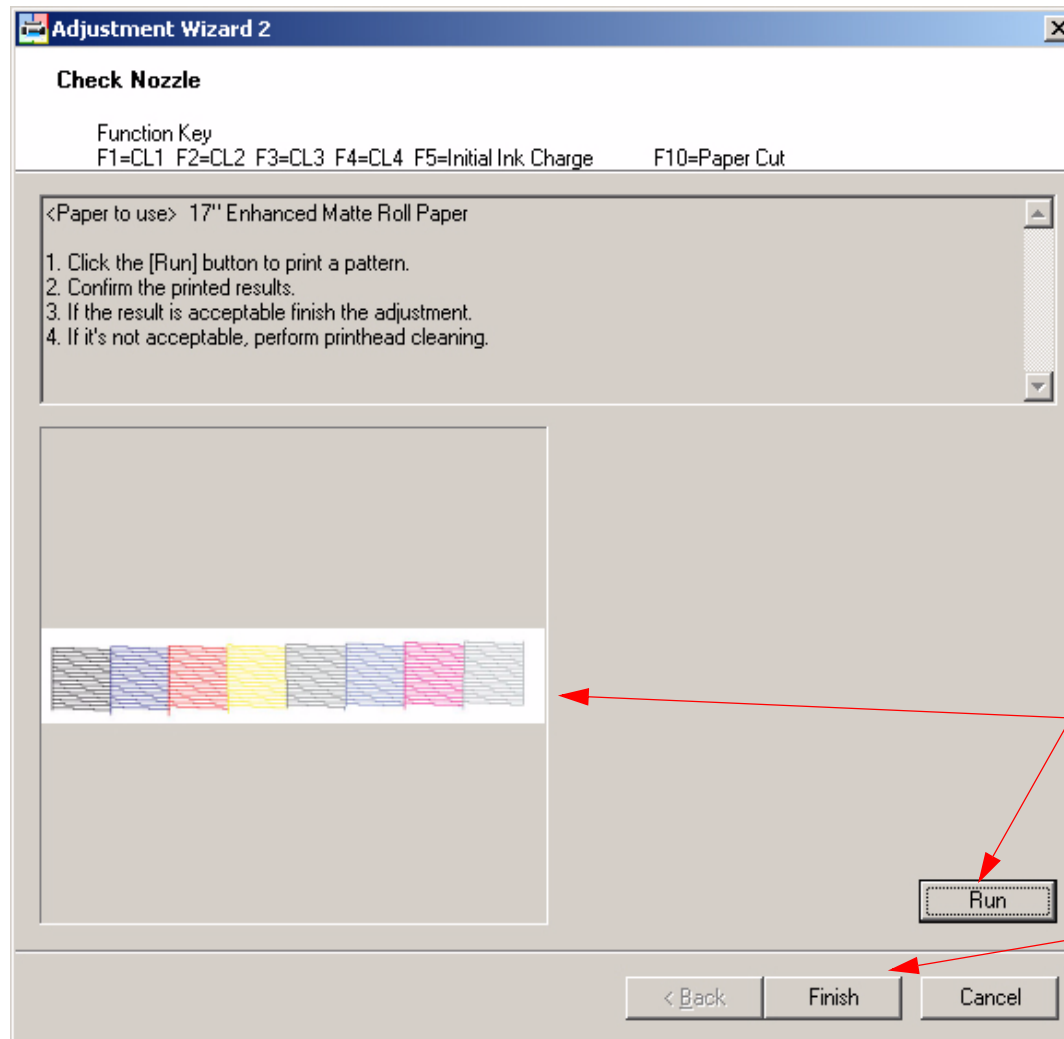 Adjustment Wizard 2
Check Nozzle
Function Key
F1=CL1 F2=CL2 F3=CL3 F4=CL4 F5=Initial Ink Charge F10=Paper Cut
<Paper to use> 17" Enhanced Matte Roll Paper
1. Click the [Run] button to print a pattern.
2. Confirm the printed results.
3. If the result is acceptable finish the adjustment.
4. If it's not acceptable, perform printhead cleaning.
Run
< Back Finish Cancel